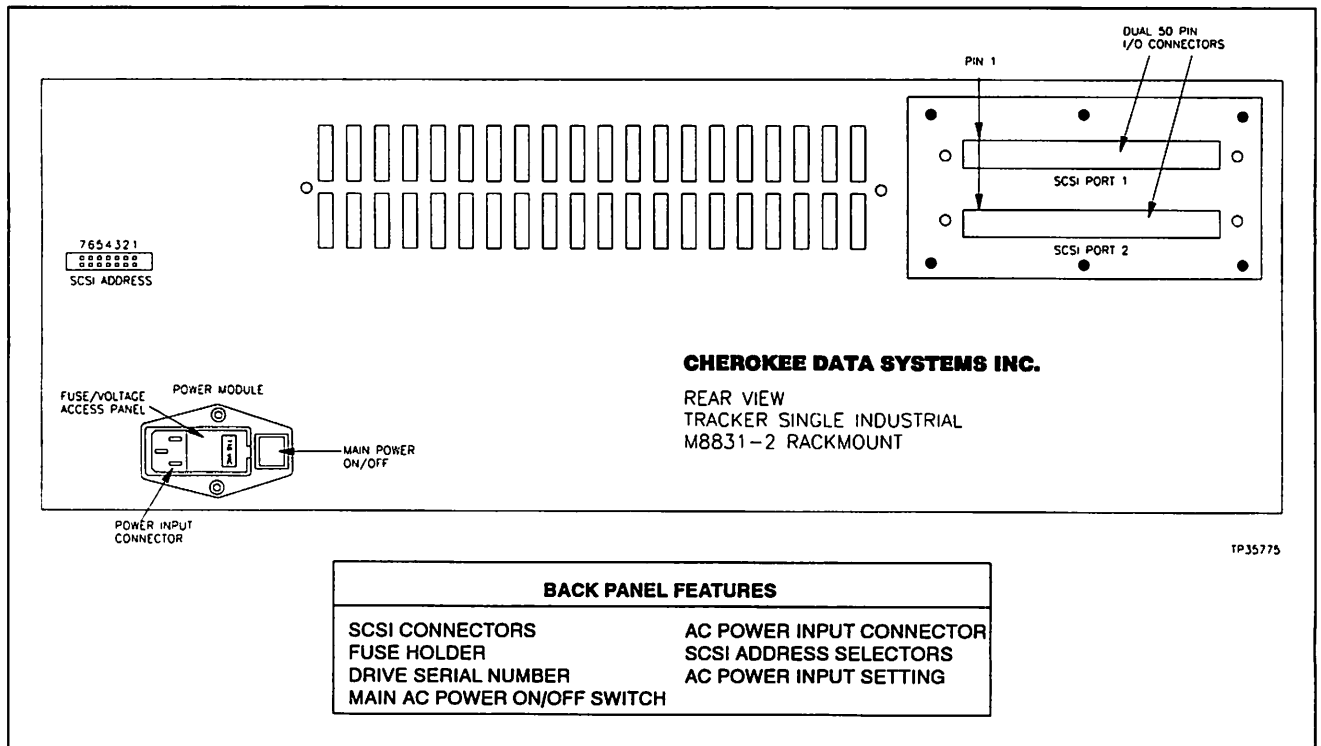 DUAL 50 PIN
I/O CONNECTORS
PIN 1
SCSI PORT 1
SCSI PORT 2
7654321
SCSI ADDRESS
CHEROKEE DATA SYSTEMS INC.
REAR VIEW
TRACKER SINGLE INDUSTRIAL
M8831-2 RACKMOUNT
FUSE/VOLTAGE
ACCESS PANEL
POWER MODULE
MAIN POWER
ON/OFF
POWER INPUT
CONNECTOR
TP35775
BACK PANEL FEATURES
SCSI CONNECTORS
FUSE HOLDER
DRIVE SERIAL NUMBER
MAIN AC POWER ON/OFF SWITCH
AC POWER INPUT CONNECTOR
SCSI ADDRESS SELECTORS
AC POWER INPUT SETTING